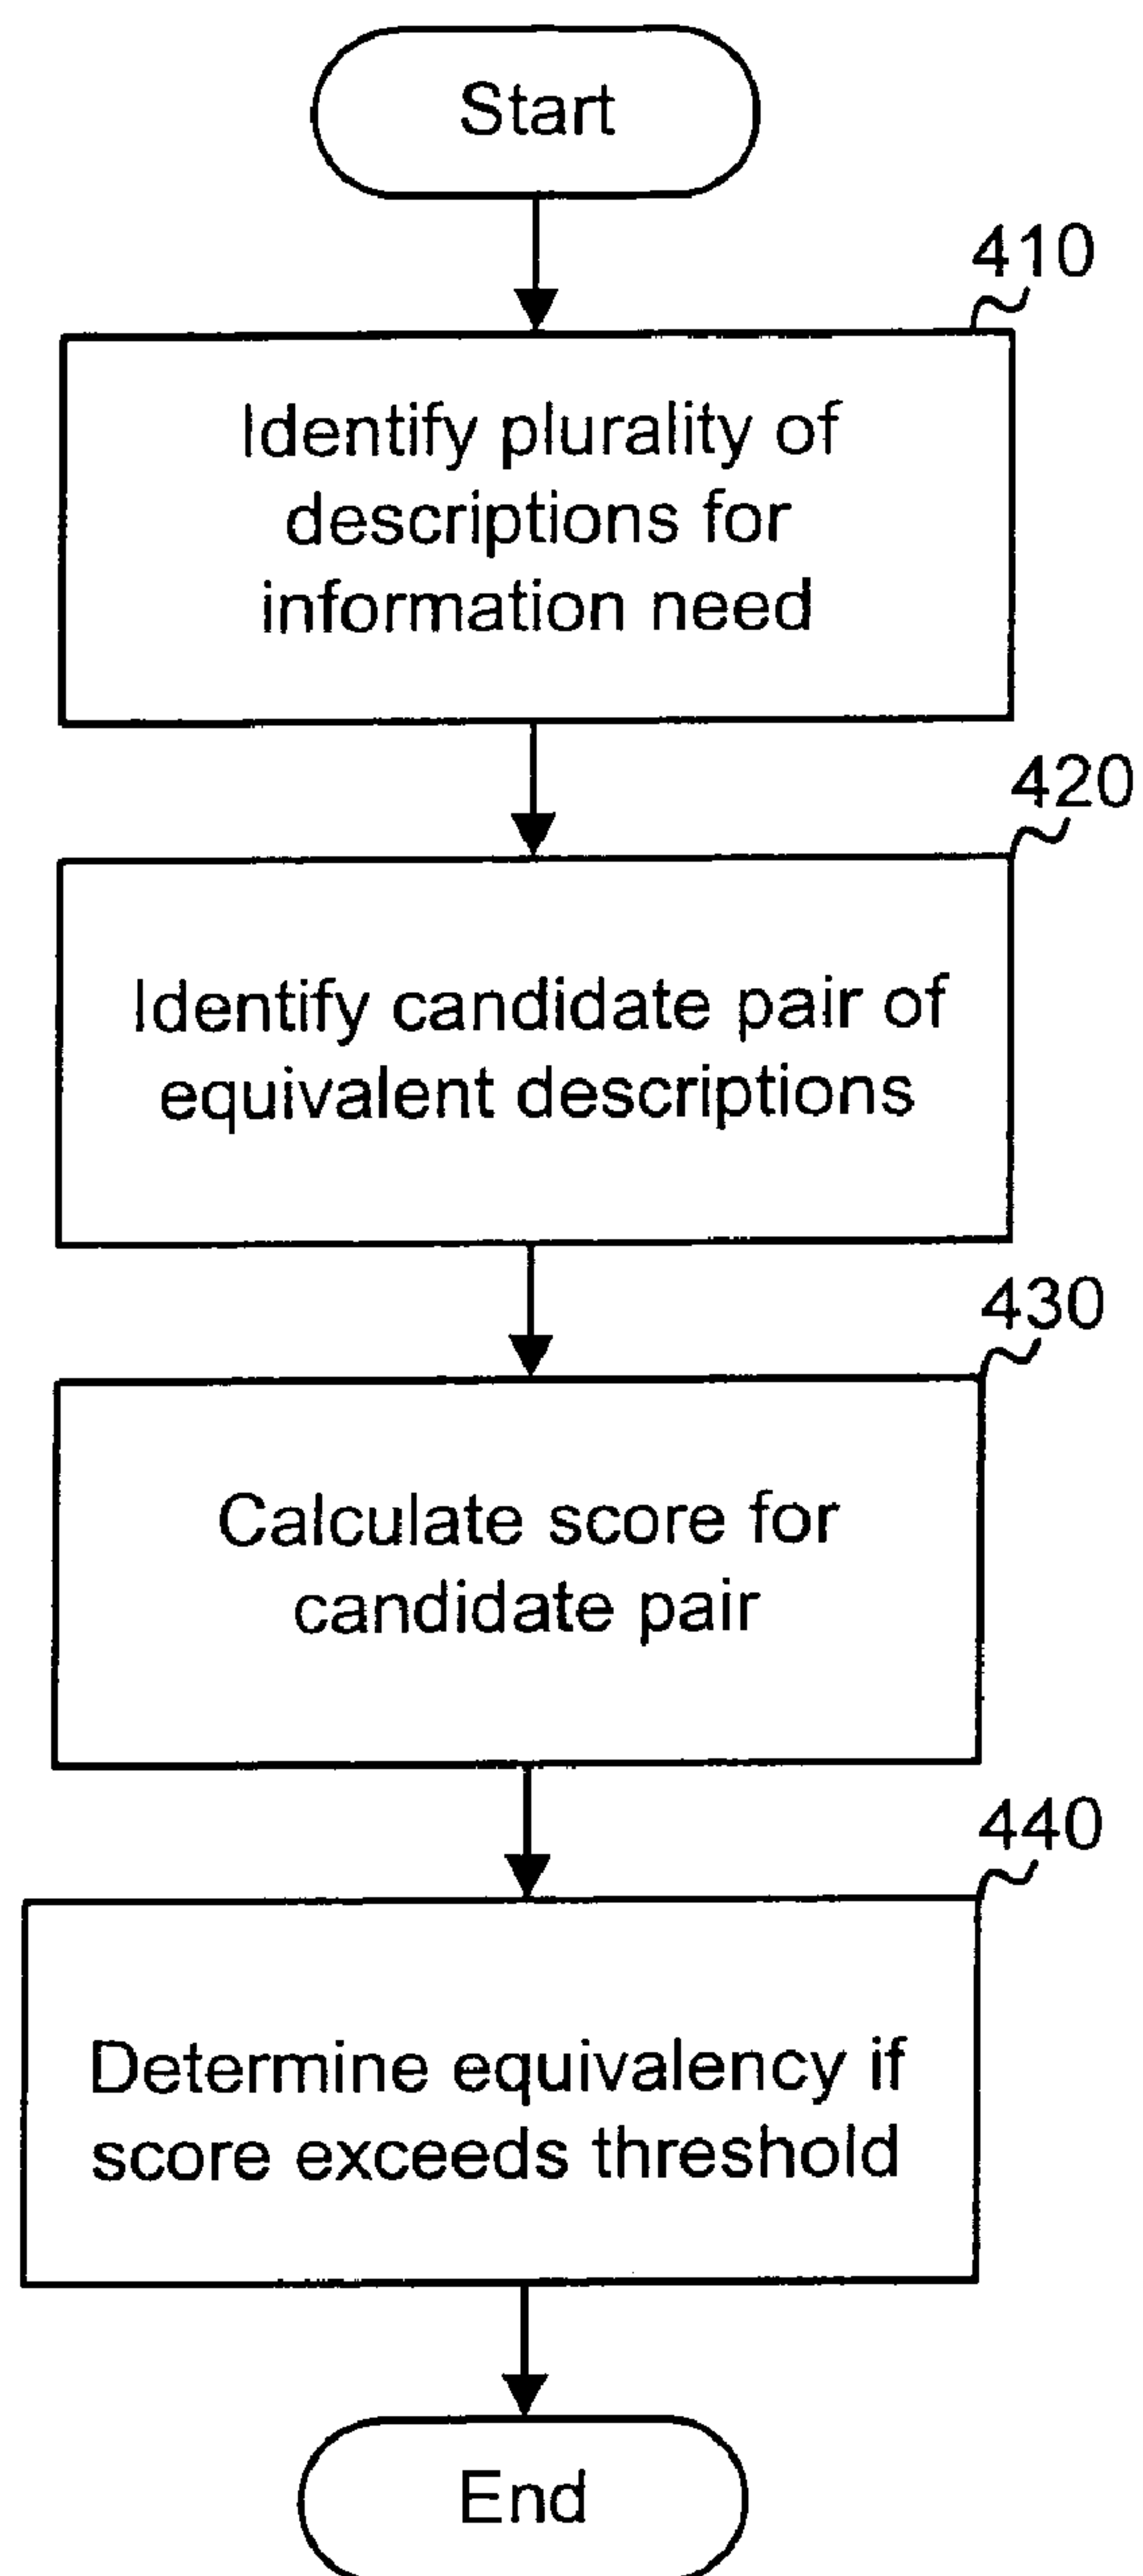 Start
410
Identify plurality of
descriptions for
information need
420
Identify candidate pair of
equivalent descriptions
430
Calculate score for
candidate pair
440
Determine equivalency if
score exceeds threshold
End